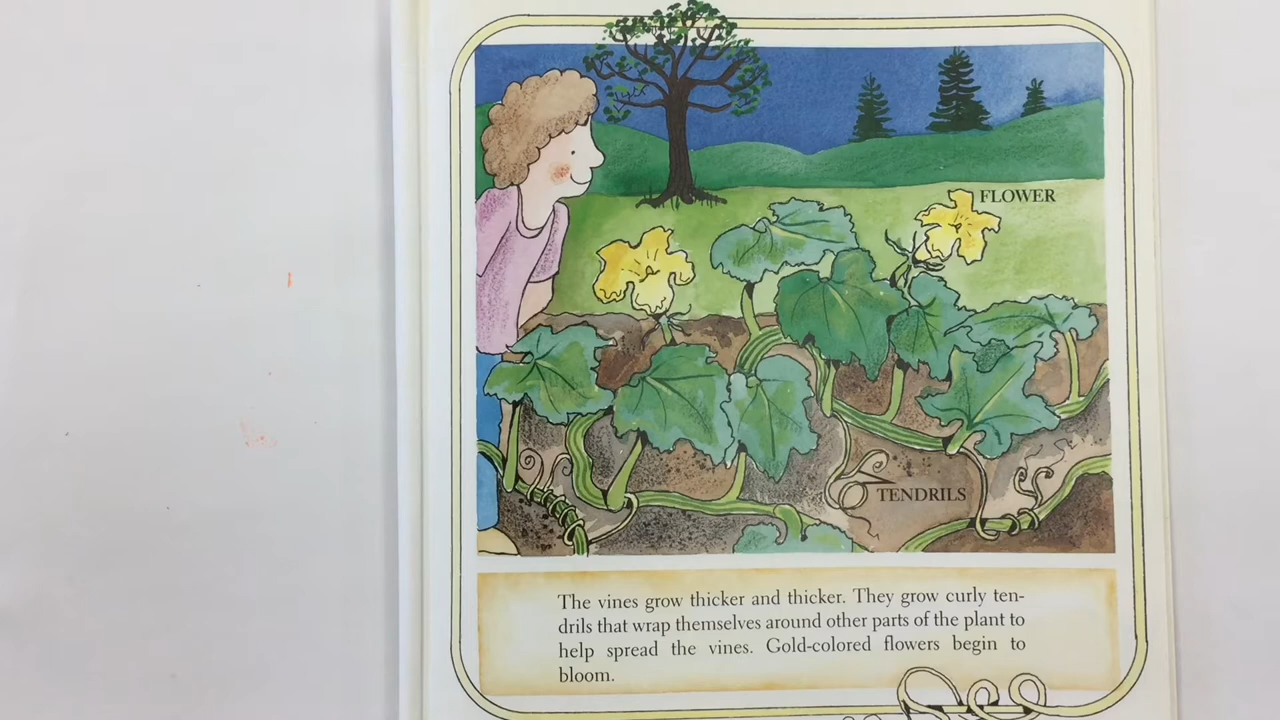 FLOWER
TENDRILS
The vines grow thicker and thicker. They grow curly ten-
drils that wrap themselves around other parts of the plant to
help spread the vines. Gold-colored flowers begin to
bloom.